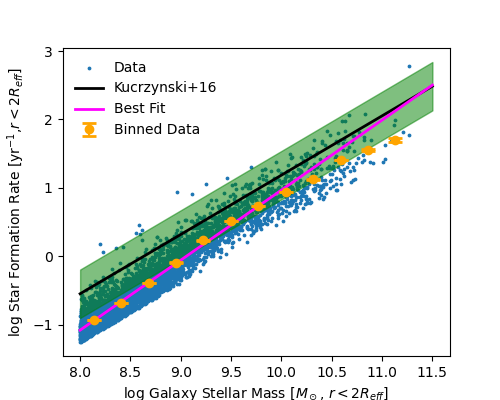 3
2
1
0
−1
log Star Formation Rate [yr⁻¹, r < 2R_eff]
Data
Kucrzynski+16
Best Fit
Binned Data
8.0 8.5 9.0 9.5 10.0 10.5 11.0 11.5
log Galaxy Stellar Mass [M_⊙, r < 2R_eff]